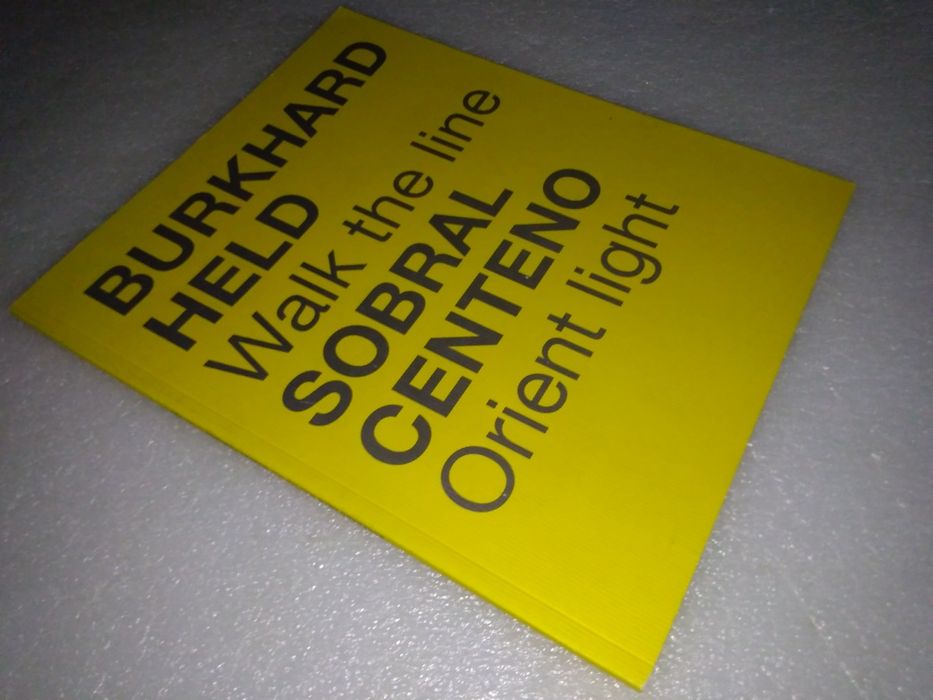 BURKHARD
HELD
Walk the line
SOBRAL
CENTENO
Orient light